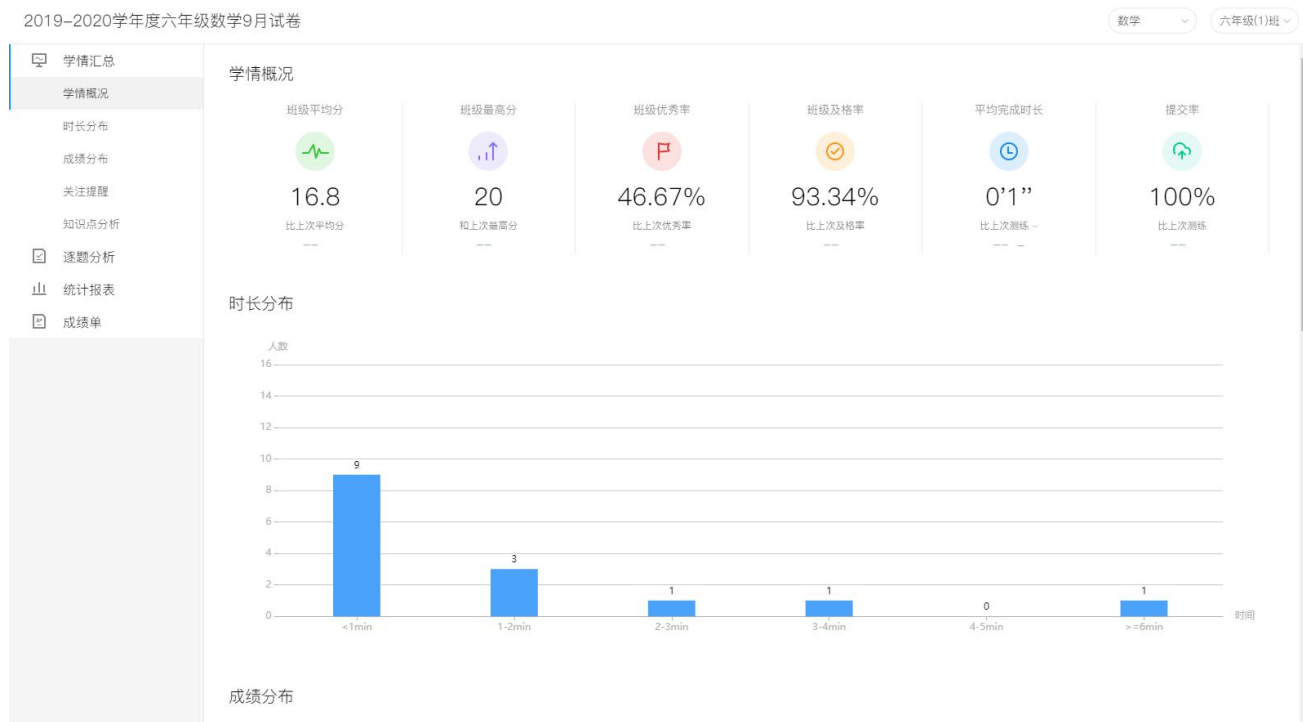 2019-2020学年度六年级数学9月试卷
数学
六年级(1)班
学情汇总
学情概况
时长分布
成绩分布
关注提醒
知识点分析
逐题分析
统计报表
成绩单
学情概况
班级平均分 班级最高分 班级优秀率 班级及格率 平均完成时长 提交率
16.8 20 46.67% 93.34% 0’1’’ 100%
比上次平均分 和上次最高分 比上次优秀率 比上次及格率 比上次测练 – 比上次测练
-- -- -- -- -- – --
时长分布
人数
16
14
12
10
9
8
6
4
3
2
1 1 0 1
0
<1min 1-2min 2-3min 3-4min 4-5min >=6min 时间
成绩分布